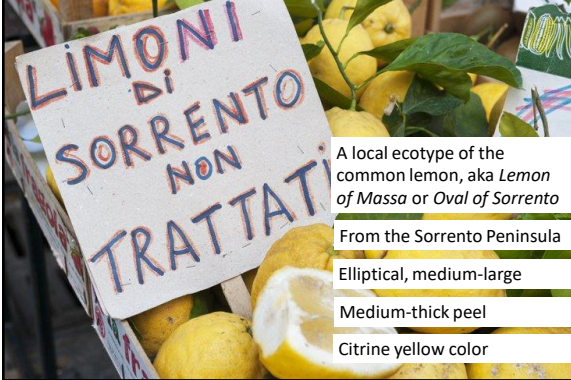 LIMONI
DI
SORRENTO
NON
TRATTATI
A local ecotype of the
common lemon, aka Lemon
of Massa or Oval of Sorrento
From the Sorrento Peninsula
Elliptical, medium-large
Medium-thick peel
Citrine yellow color